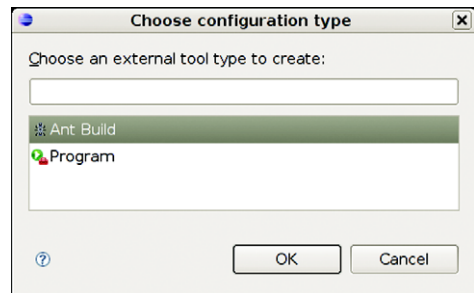 Choose configuration type
Choose an external tool type to create:
Ant Build
Program
OK
Cancel